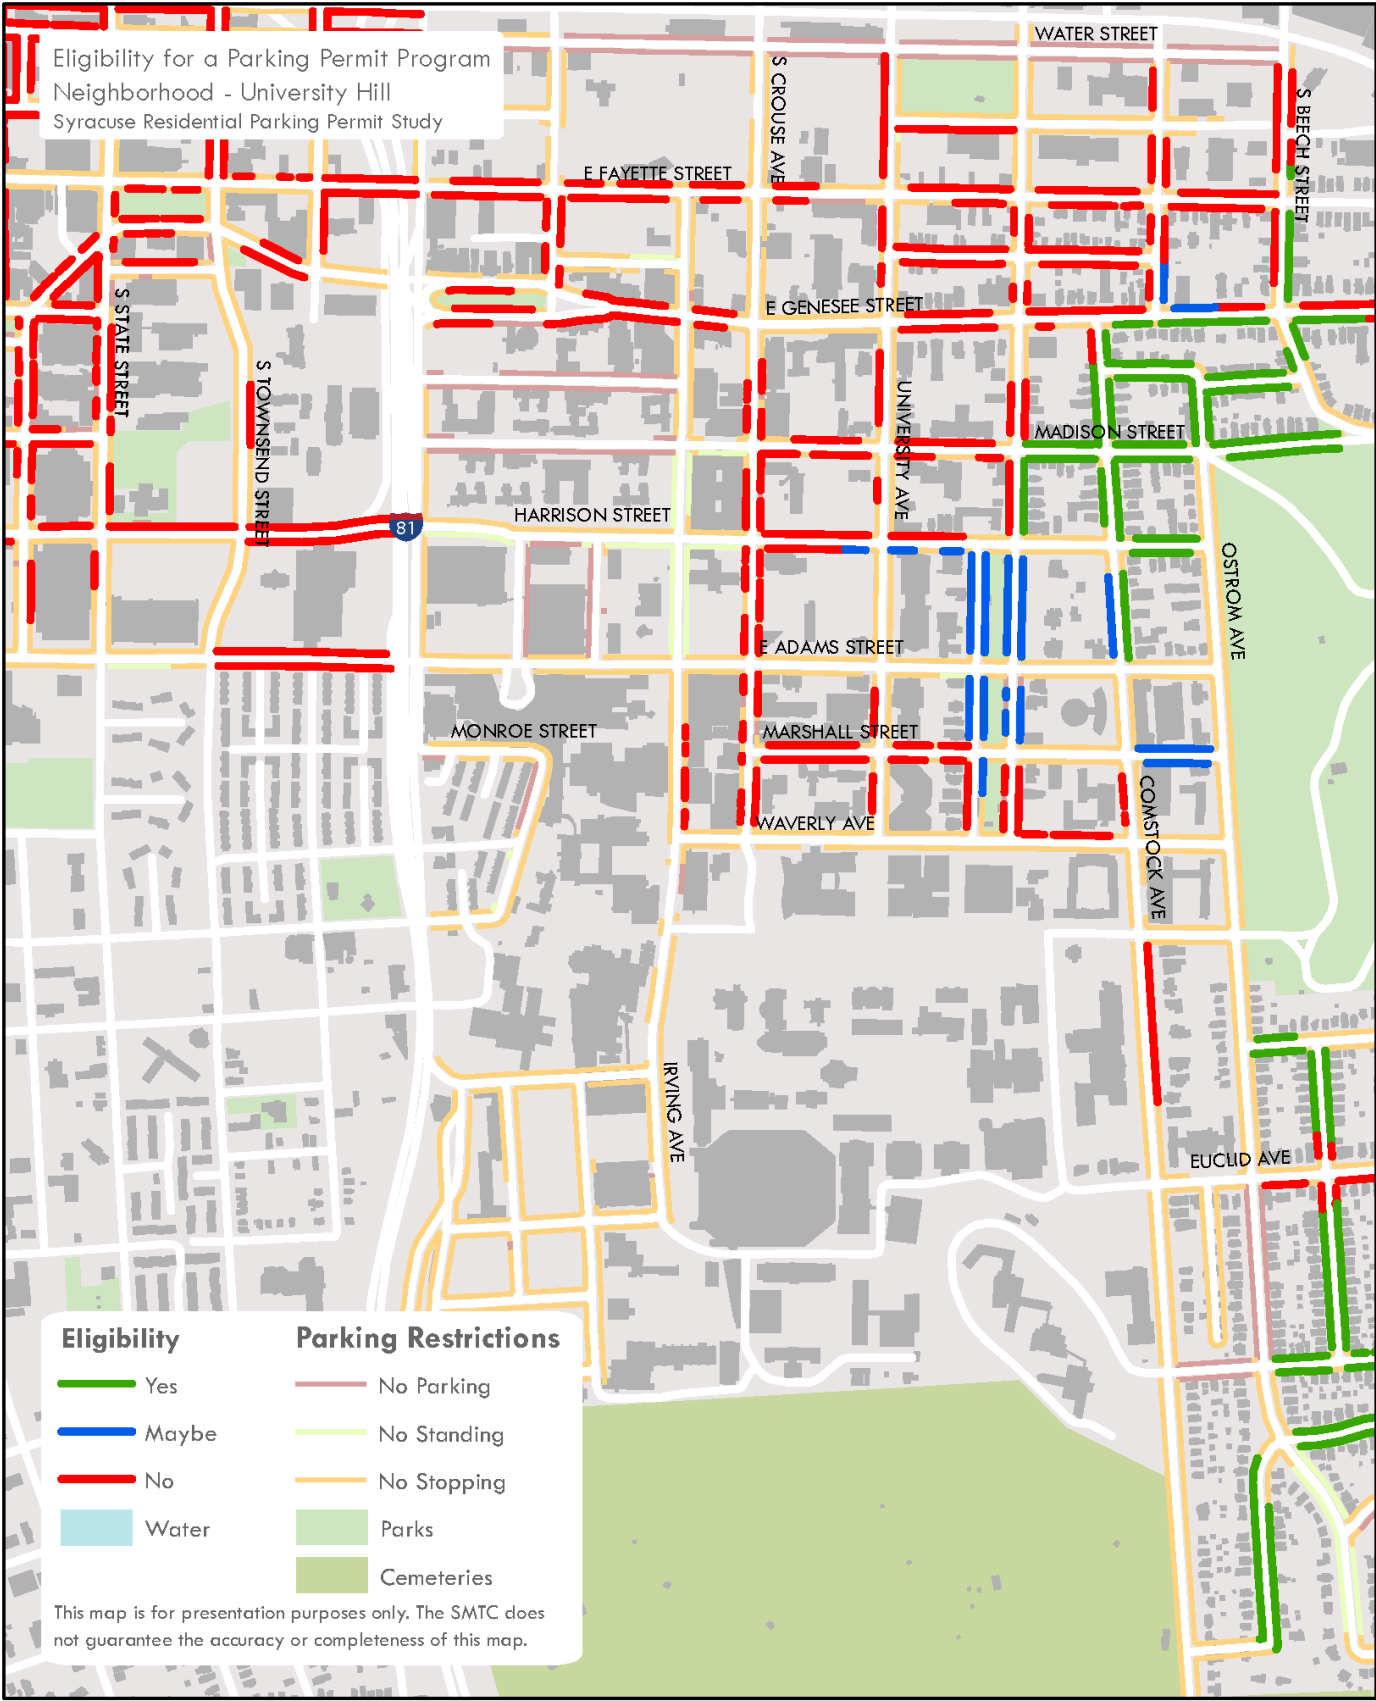 Eligibility for a Parking Permit Program
Neighborhood - University Hill
Syracuse Residential Parking Permit Study
WATER STREET
S CROUSE AVE
S BEECH STREET
E FAYETTE STREET
E GENESEE STREET
S STATE STREET
S TOWNSEND STREET
UNIVERSITY AVE
MADISON STREET
HARRISON STREET
81
OSTROM AVE
E ADAMS STREET
MONROE STREET
MARSHALL STREET
COMSTOCK AVE
WAVERLY AVE
IRVING AVE
EUCLID AVE
Eligibility
Yes
Maybe
No
Water
Parking Restrictions
No Parking
No Standing
No Stopping
Parks
Cemeteries
This map is for presentation purposes only. The SMTC does
not guarantee the accuracy or completeness of this map.